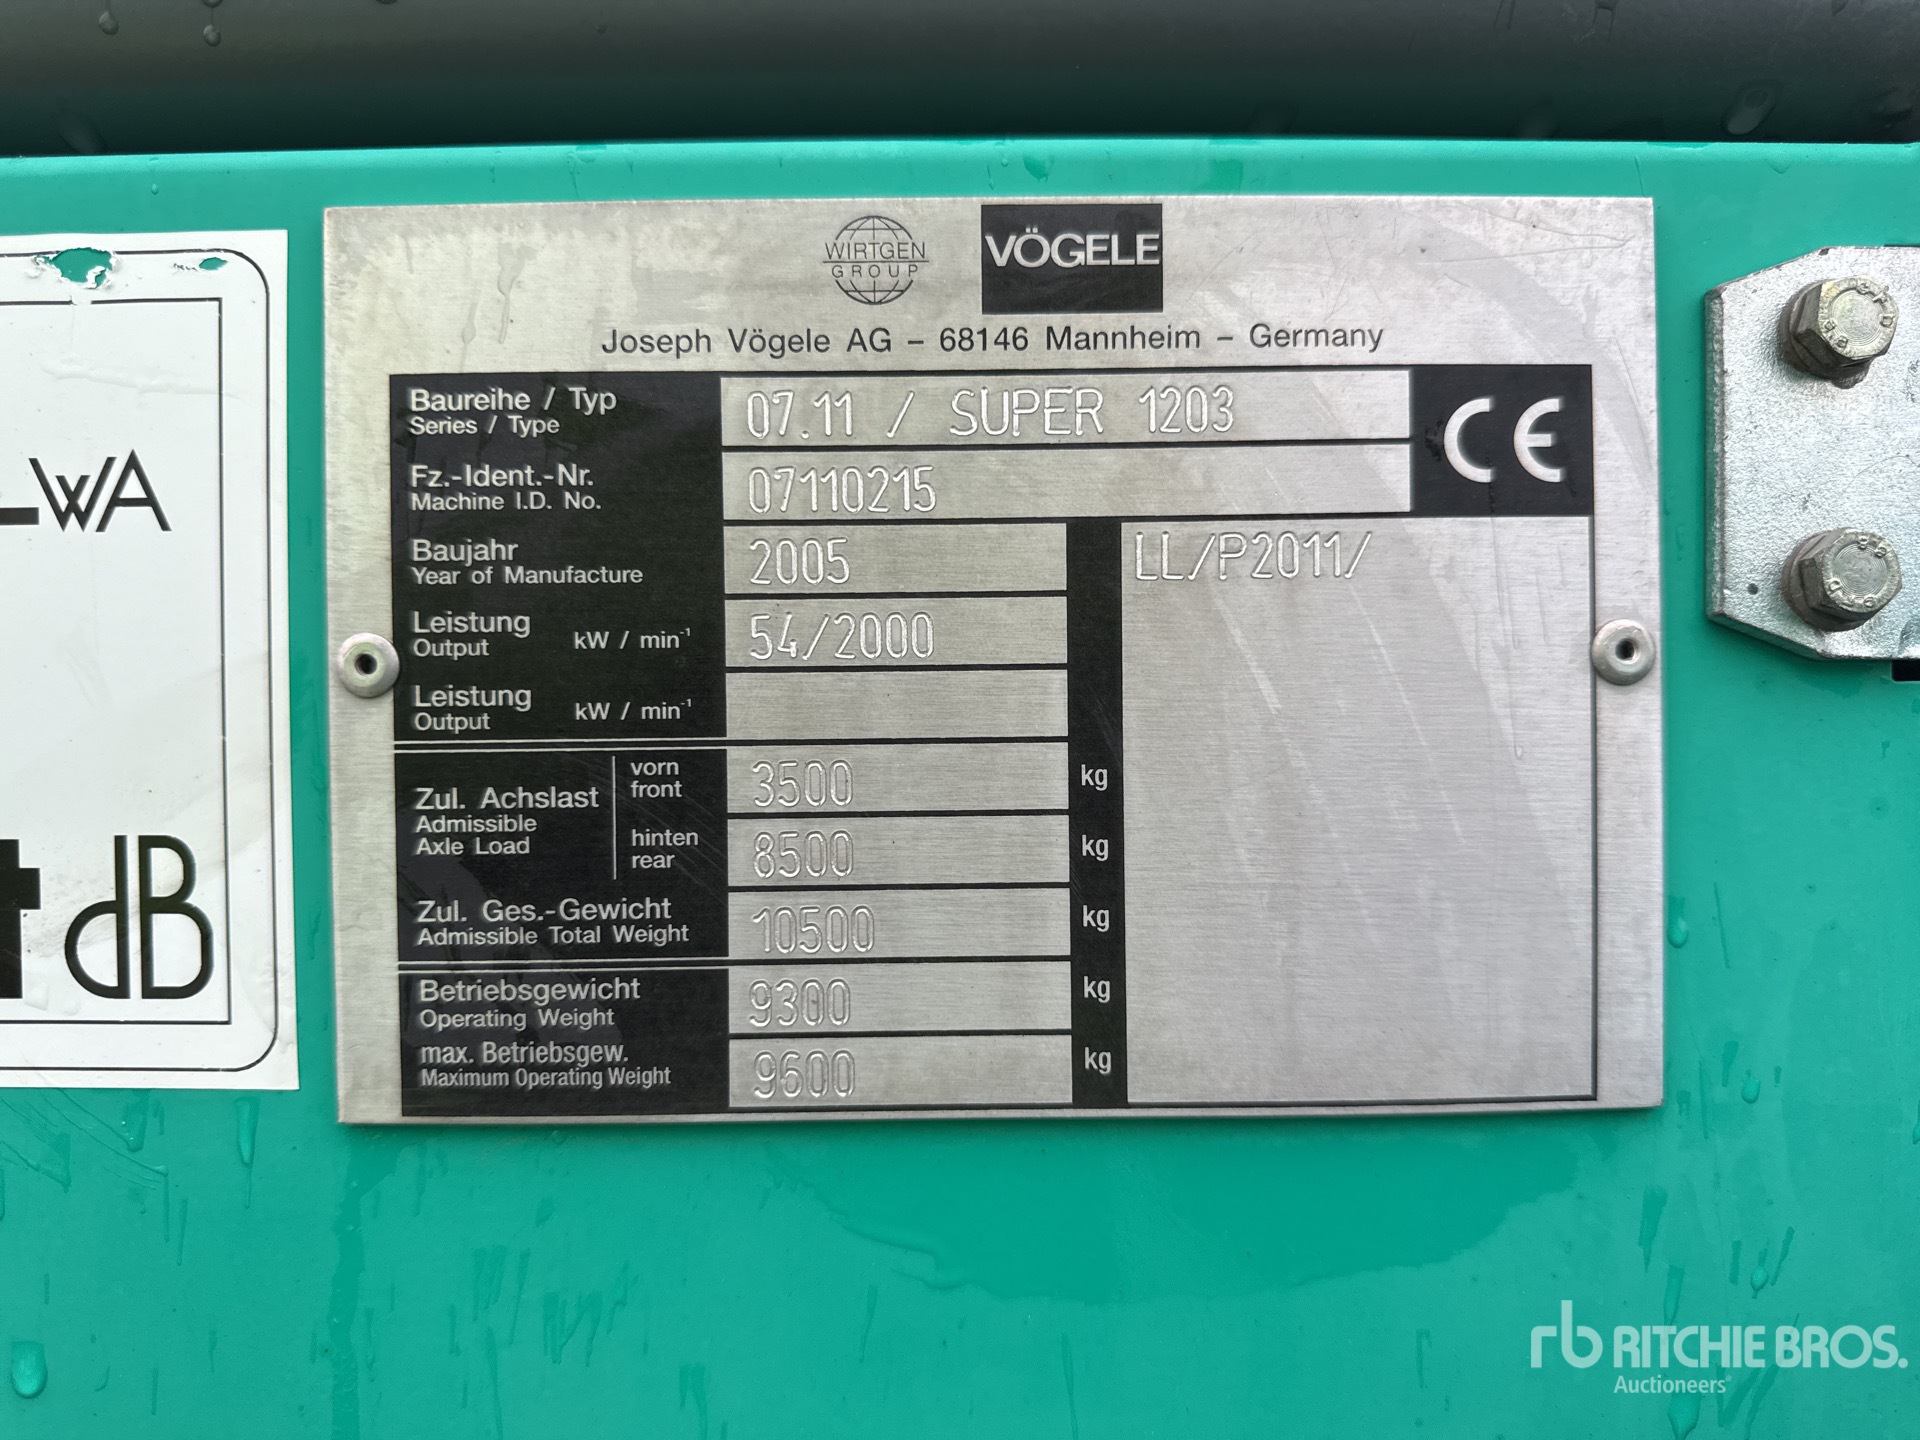 WIRTGEN
GROUP
VÖGELE
Joseph Vögele AG – 68146 Mannheim – Germany
Baureihe / Typ
Series / Type
07.11 / SUPER 1203
CE
Fz.-Ident.-Nr.
Machine I.D. No.
07110215
Baujahr
Year of Manufacture
2005
LL/P2011/
Leistung
Output
kW / min⁻¹
54/2000
Leistung
Output
kW / min⁻¹
Zul. Achslast
Admissible
Axle Load
vorn
front
3500
kg
hinten
rear
8500
kg
Zul. Ges.-Gewicht
Admissible Total Weight
10500
kg
Betriebsgewicht
Operating Weight
9300
kg
max. Betriebsgew.
Maximum Operating Weight
9600
kg
LWA
dB
rb RITCHIE BROS.
Auctioneers